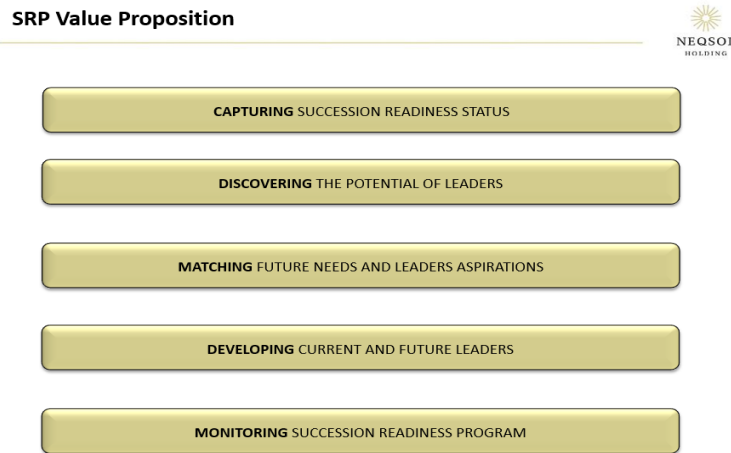 SRP Value Proposition
NEQSOL
HOLDING
CAPTURING SUCCESSION READINESS STATUS
DISCOVERING THE POTENTIAL OF LEADERS
MATCHING FUTURE NEEDS AND LEADERS ASPIRATIONS
DEVELOPING CURRENT AND FUTURE LEADERS
MONITORING SUCCESSION READINESS PROGRAM